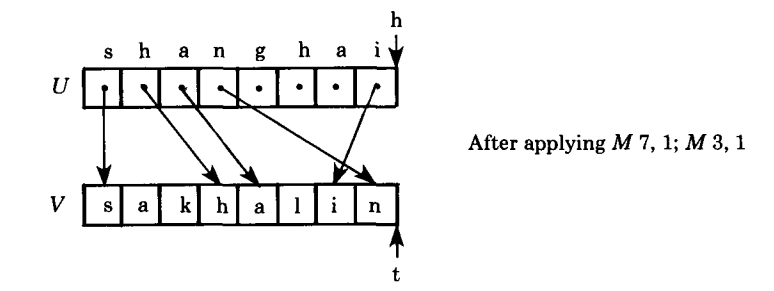 h
s h a n g h a i
U
After applying M 7, 1; M 3, 1
V s a k h a l i n
t